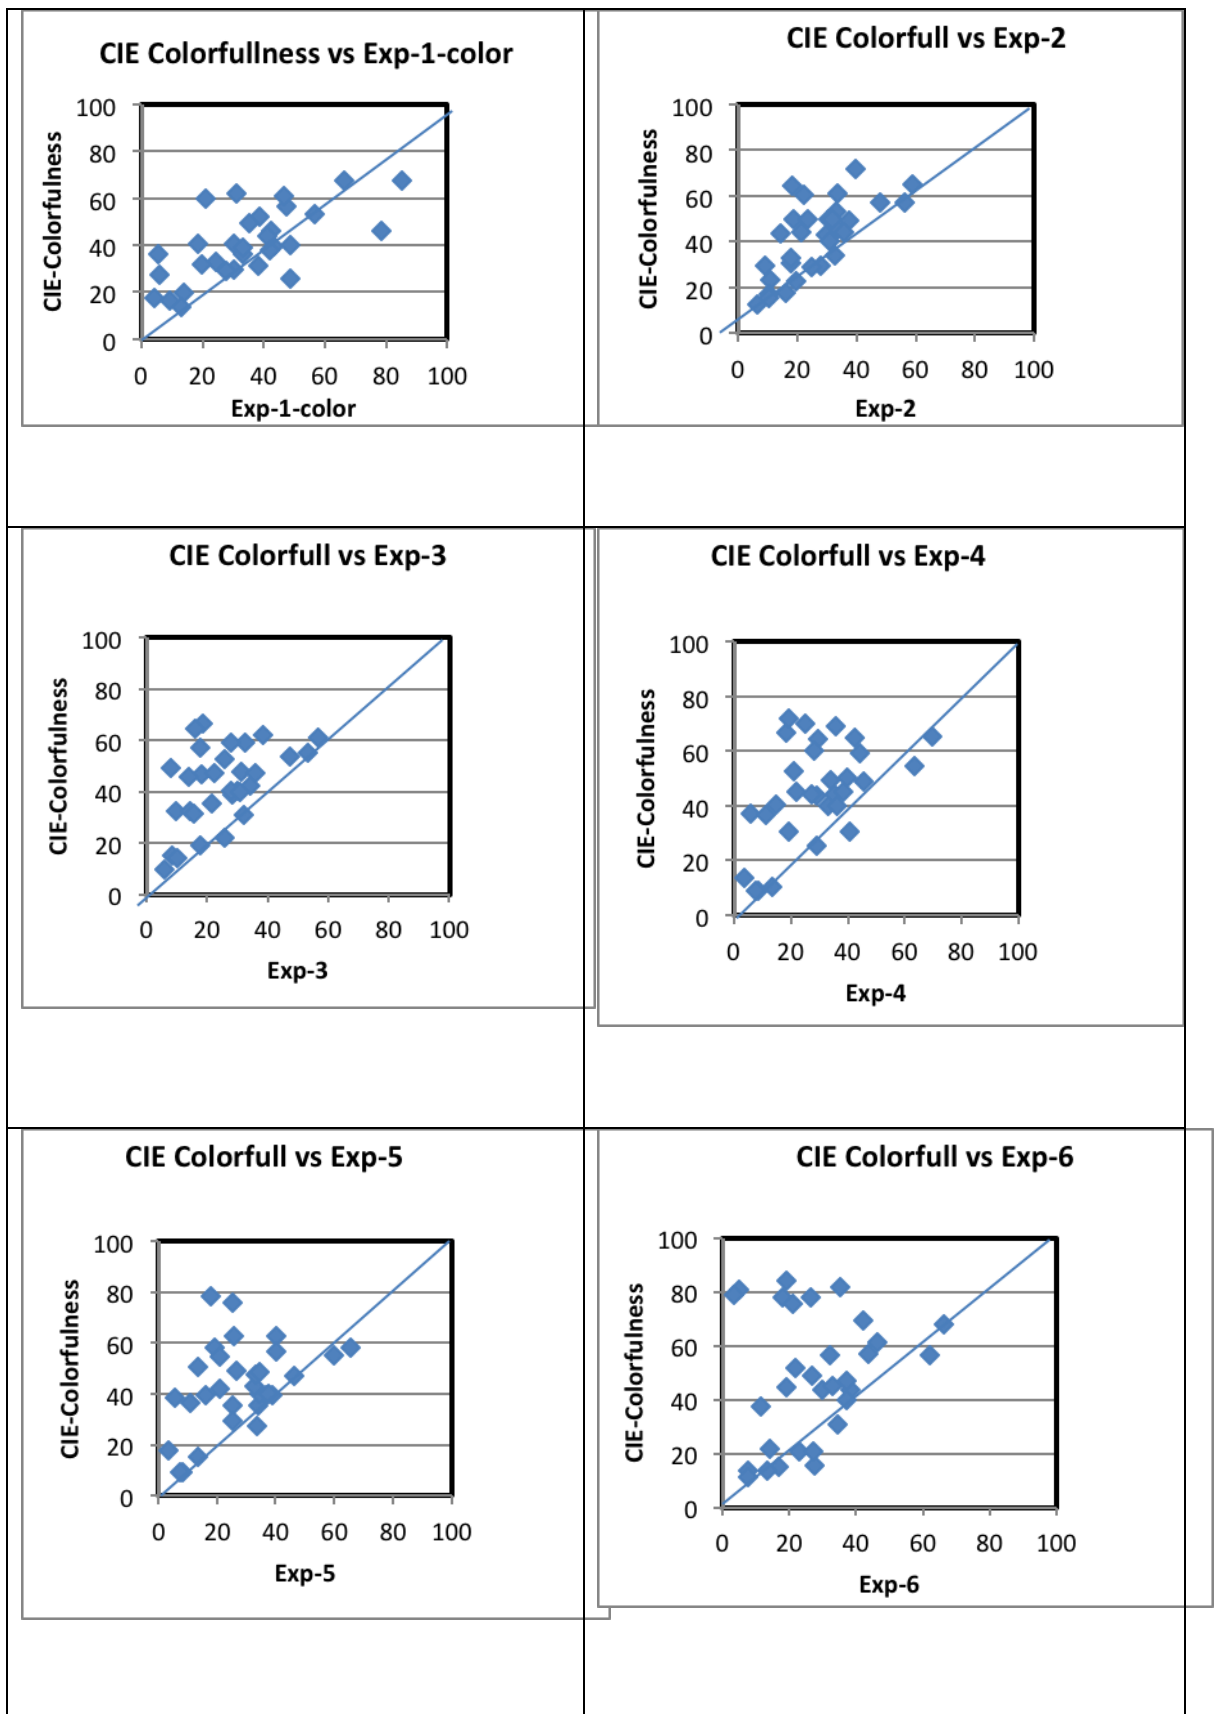 CIE Colorfullness vs Exp-1-color
CIE-Colorfulness
100
80
60
40
20
0
0 20 40 60 80 100
Exp-1-color
CIE Colorfull vs Exp-2
CIE-Colorfulness
100
80
60
40
20
0
0 20 40 60 80 100
Exp-2
CIE Colorfull vs Exp-3
CIE-Colorfulness
100
80
60
40
20
0
0 20 40 60 80 100
Exp-3
CIE Colorfull vs Exp-4
CIE-Colorfulness
100
80
60
40
20
0
0 20 40 60 80 100
Exp-4
CIE Colorfull vs Exp-5
CIE-Colorfulness
100
80
60
40
20
0
0 20 40 60 80 100
Exp-5
CIE Colorfull vs Exp-6
CIE-Colorfulness
100
80
60
40
20
0
0 20 40 60 80 100
Exp-6